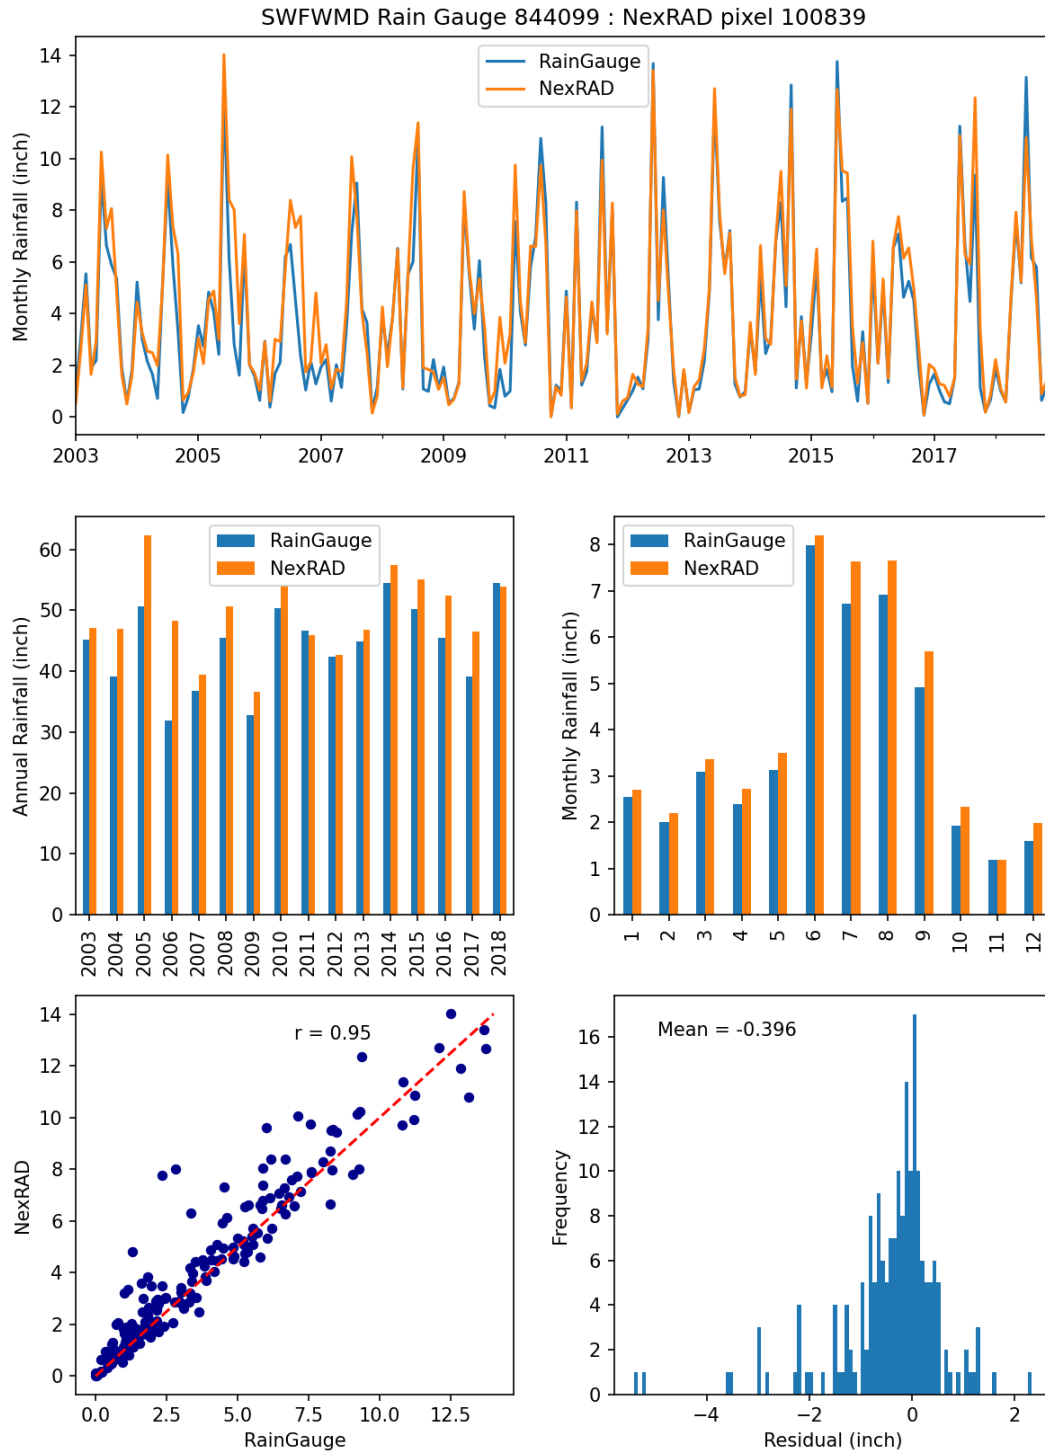 SWFWMD Rain Gauge 844099 : NexRAD pixel 100839
Monthly Rainfall (inch)
14
12
10
8
6
4
2
0
RainGauge
NexRAD
2003 2005 2007 2009 2011 2013 2015 2017
Annual Rainfall (inch)
60
50
40
30
20
10
0
RainGauge
NexRAD
2003 2004 2005 2006 2007 2008 2009 2010 2011 2012 2013 2014 2015 2016 2017 2018
Monthly Rainfall (inch)
8
7
6
5
4
3
2
1
0
RainGauge
NexRAD
1 2 3 4 5 6 7 8 9 10 11 12
NexRAD
14
12
10
8
6
4
2
0
r = 0.95
0.0 2.5 5.0 7.5 10.0 12.5
RainGauge
Frequency
16
14
12
10
8
6
4
2
0
Mean = -0.396
−4 −2 0 2
Residual (inch)